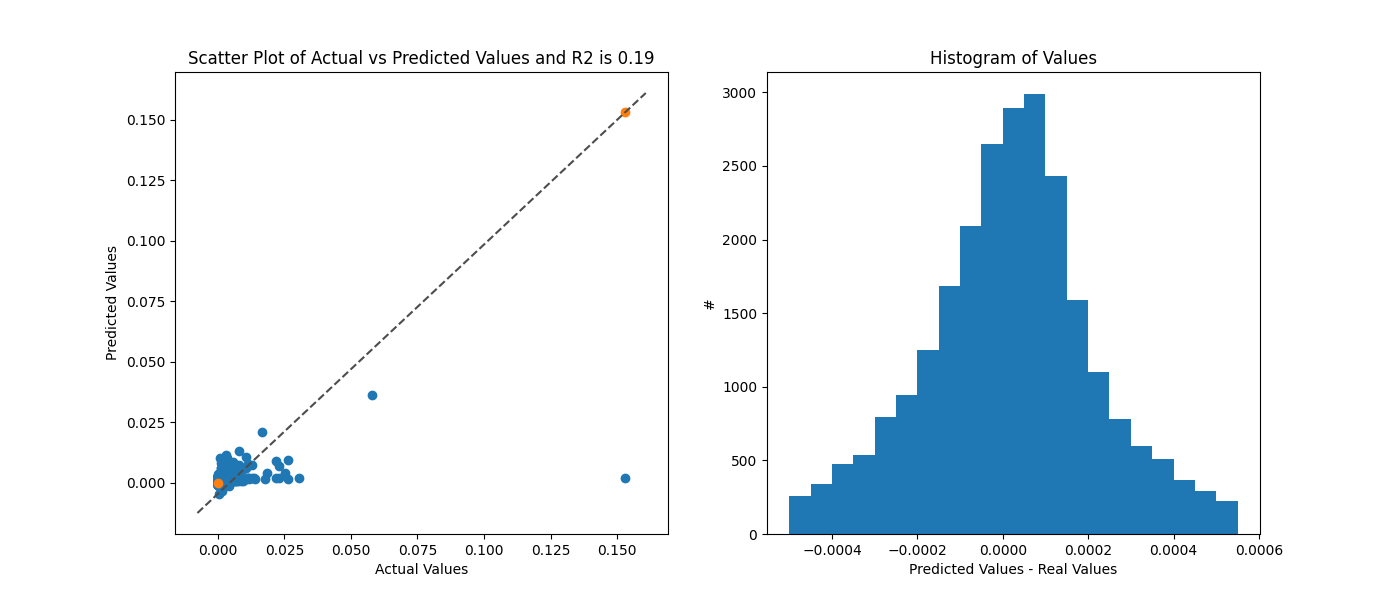 Scatter Plot of Actual vs Predicted Values and R2 is 0.19
Predicted Values
0.150
0.125
0.100
0.075
0.050
0.025
0.000
0.000 0.025 0.050 0.075 0.100 0.125 0.150
Actual Values
Histogram of Values
#
3000
2500
2000
1500
1000
500
0
−0.0004 −0.0002 0.0000 0.0002 0.0004 0.0006
Predicted Values - Real Values